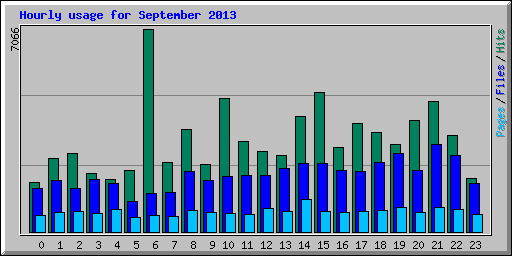 Hourly usage for September 2013
7066
Pages / Files / Hits
0 1 2 3 4 5 6 7 8 9 10 11 12 13 14 15 16 17 18 19 20 21 22 23